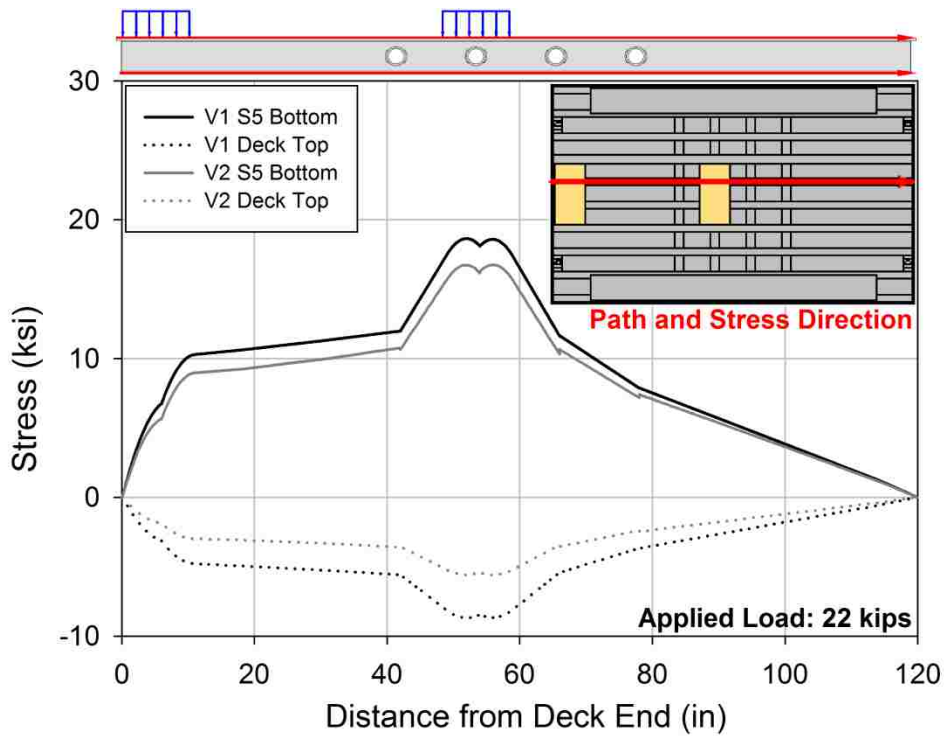 30
V1 S5 Bottom
V1 Deck Top
V2 S5 Bottom
V2 Deck Top
20
Path and Stress Direction
10
Stress (ksi)
0
Applied Load: 22 kips
-10
0 20 40 60 80 100 120
Distance from Deck End (in)